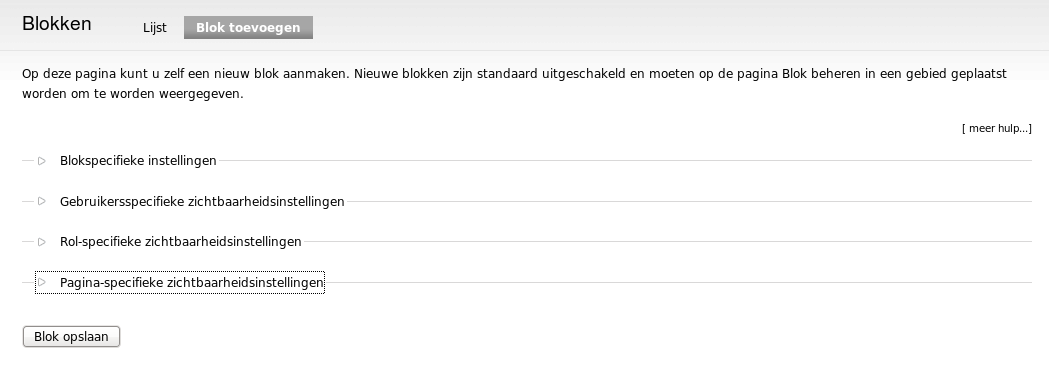 Blokken
Lijst
Blok toevoegen
Op deze pagina kunt u zelf een nieuw blok aanmaken. Nieuwe blokken zijn standaard uitgeschakeld en moeten op de pagina Blok beheren in een gebied geplaatst
worden om te worden weergegeven.
[ meer hulp...]
Blokspecifieke instellingen
Gebruikersspecifieke zichtbaarheidsinstellingen
Rol-specifieke zichtbaarheidsinstellingen
Pagina-specifieke zichtbaarheidsinstellingen
Blok opslaan